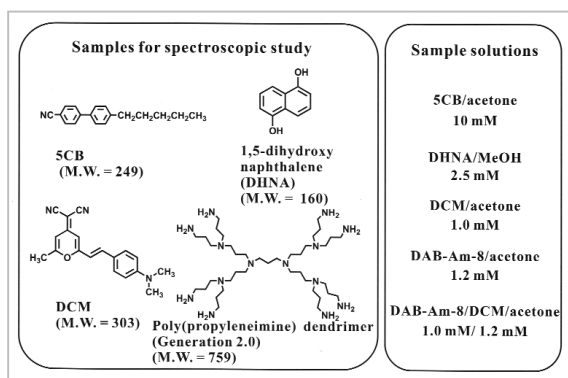 Samples for spectroscopic study
NC
CH₂CH₂CH₂CH₂CH₃
5CB
(M.W. = 249)
OH
OH
1,5-dihydroxy
naphthalene
(DHNA)
(M.W. = 160)
NC CN
H₃C O
N CH₃
CH₃
DCM
(M.W. = 303)
H₂N NH₂
H₂N N N NH₂
N N
H₂N N N NH₂
H₂N NH₂
Poly(propyleneimine) dendrimer
(Generation 2.0)
(M.W. = 759)
Sample solutions
5CB/acetone
10 mM
DHNA/MeOH
2.5 mM
DCM/acetone
1.0 mM
DAB-Am-8/acetone
1.2 mM
DAB-Am-8/DCM/acetone
1.0 mM/ 1.2 mM